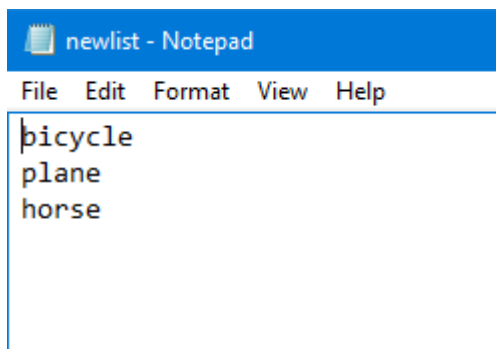 newlist - Notepad
File Edit Format View Help
bicycle
plane
horse